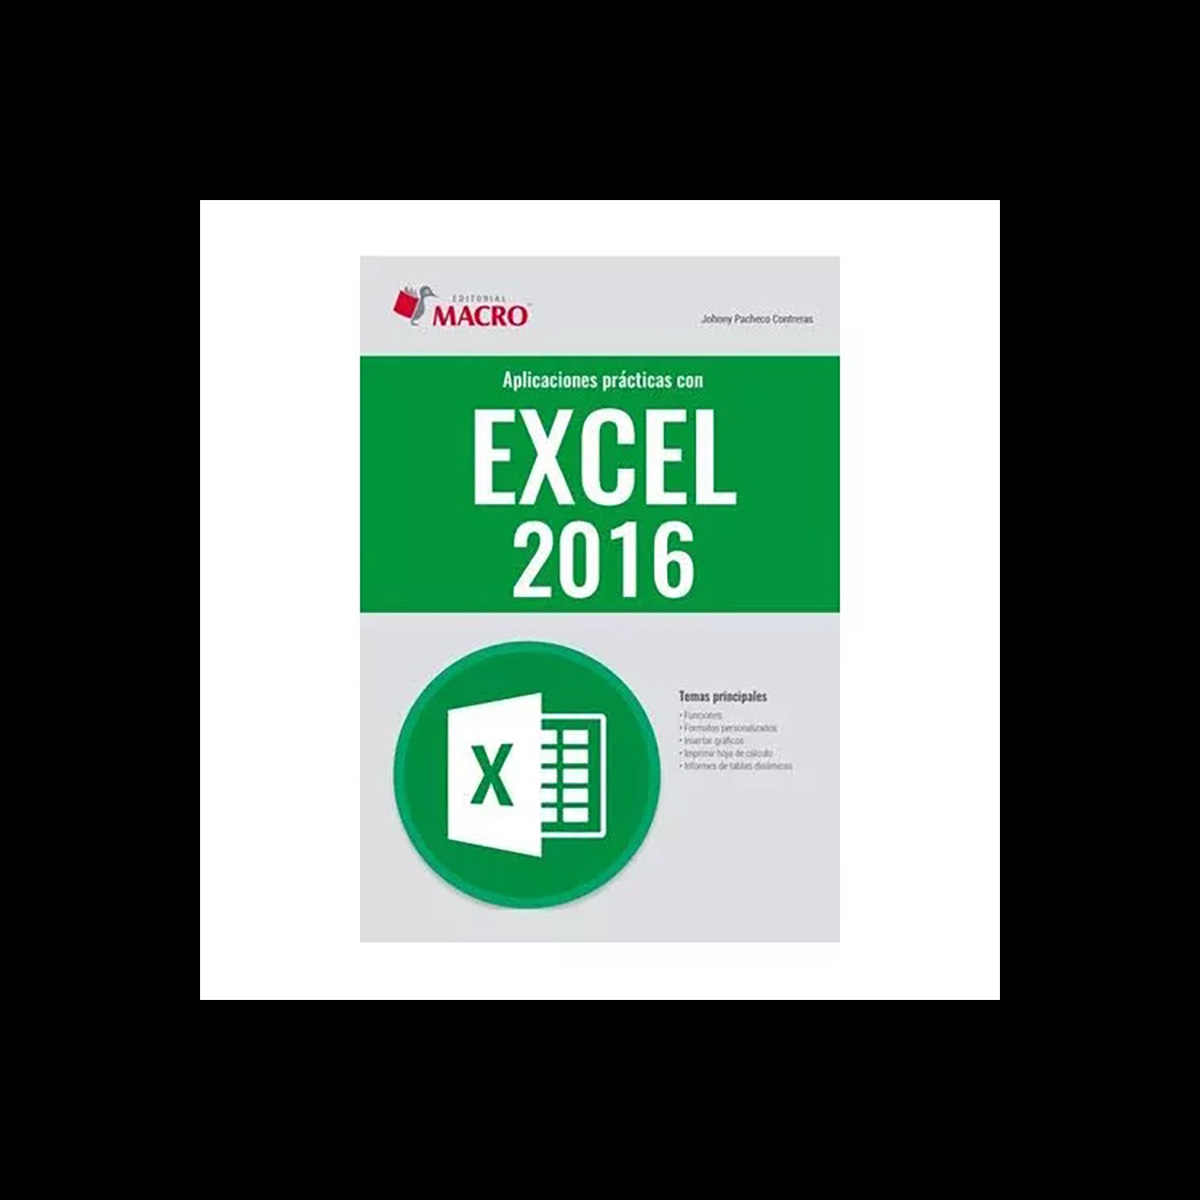 EDITORIAL
MACRO
Johnny Pacheco Contreras
Aplicaciones prácticas con
EXCEL
2016
X
Temas principales
• Funciones
• Formatos personalizados
• Insertar gráficos
• Imprimir hoja de cálculo
• Informes de tablas dinámicas